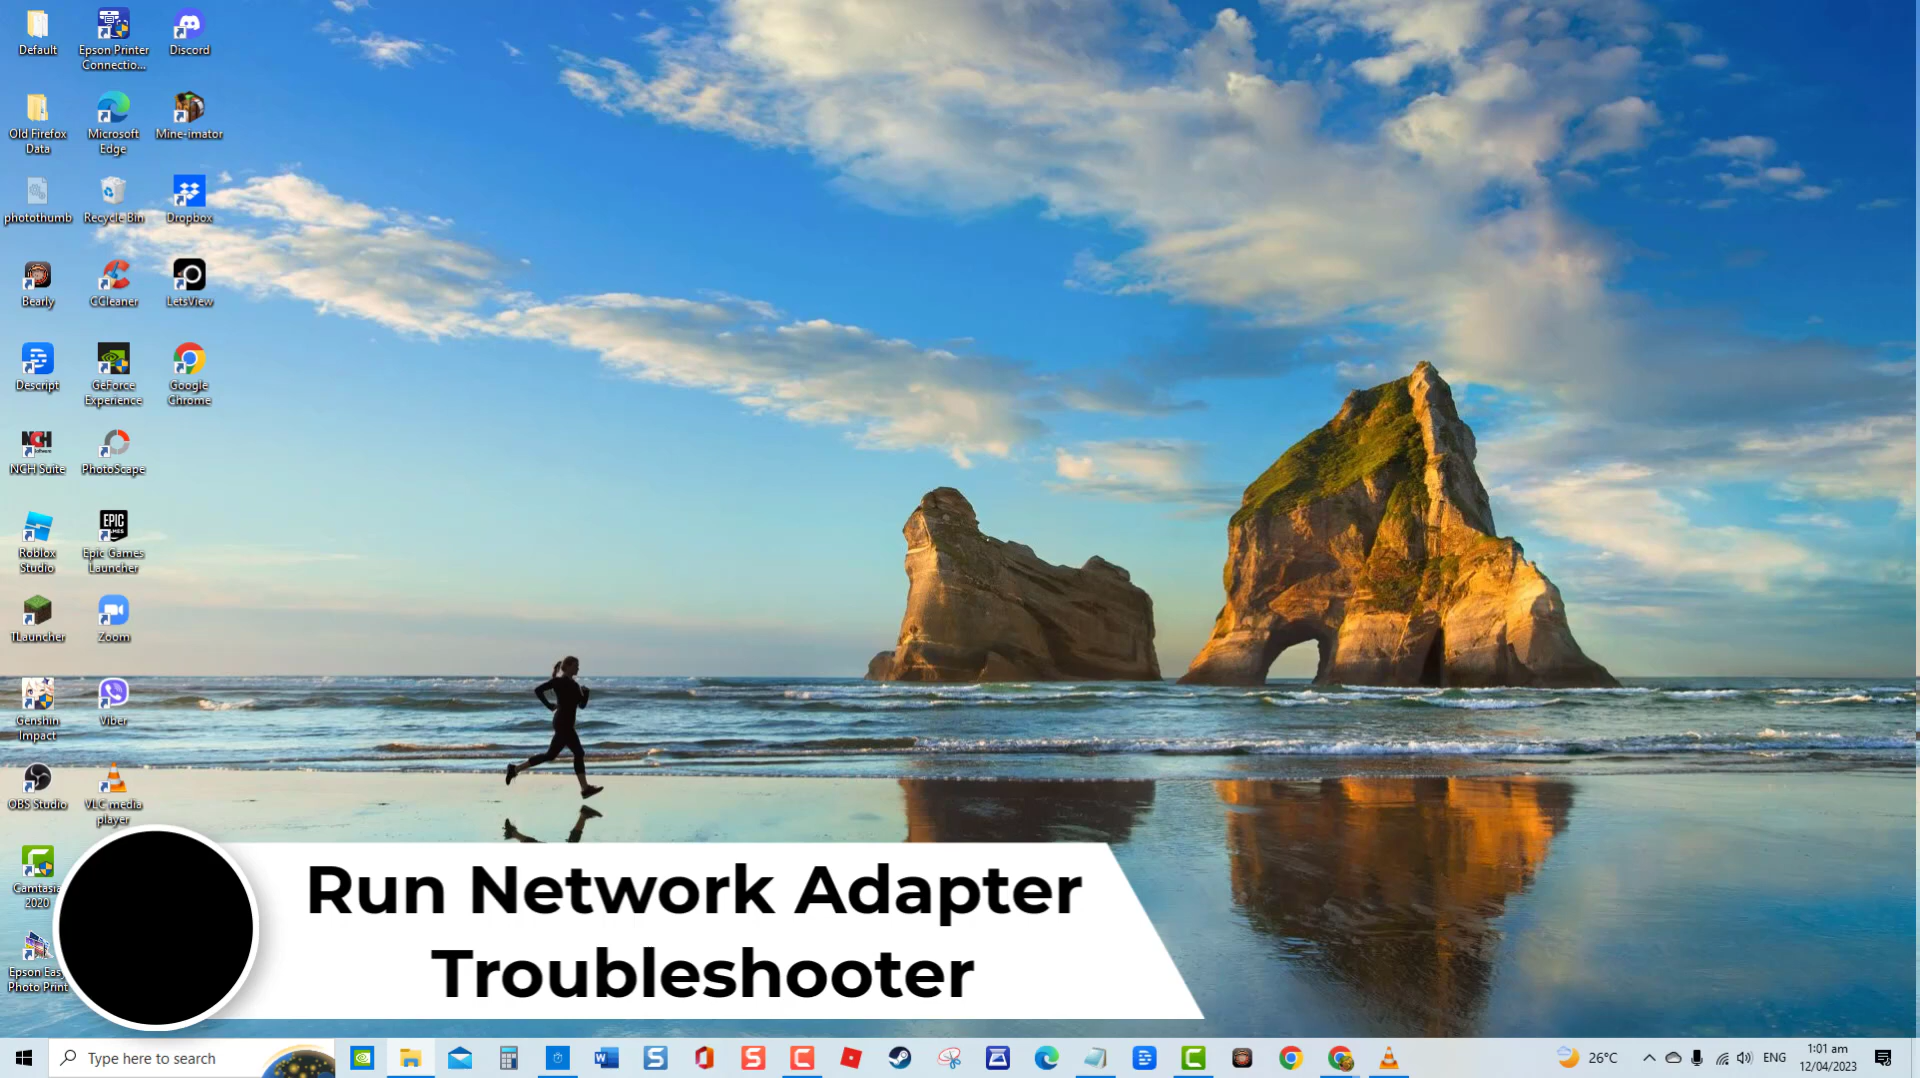 Default
Epson Printer
Connectio...
Discord
Old Firefox
Data
Microsoft
Edge
Mine-imator
photothumb
Recycle Bin
Dropbox
Bearly
CCleaner
LetsView
Descript
GeForce
Experience
Google
Chrome
NCH
NCH Suite
PhotoScape
Roblox
Studio
EPIC
GAMES
Epic Games
Launcher
TLauncher
Zoom
Genshin
Impact
Viber
OBS Studio
VLC media
player
Camtasia
2020
Epson Easy
Photo Print
Run Network Adapter
Troubleshooter
Type here to search
26°C
ENG
1:01 am
12/04/2023